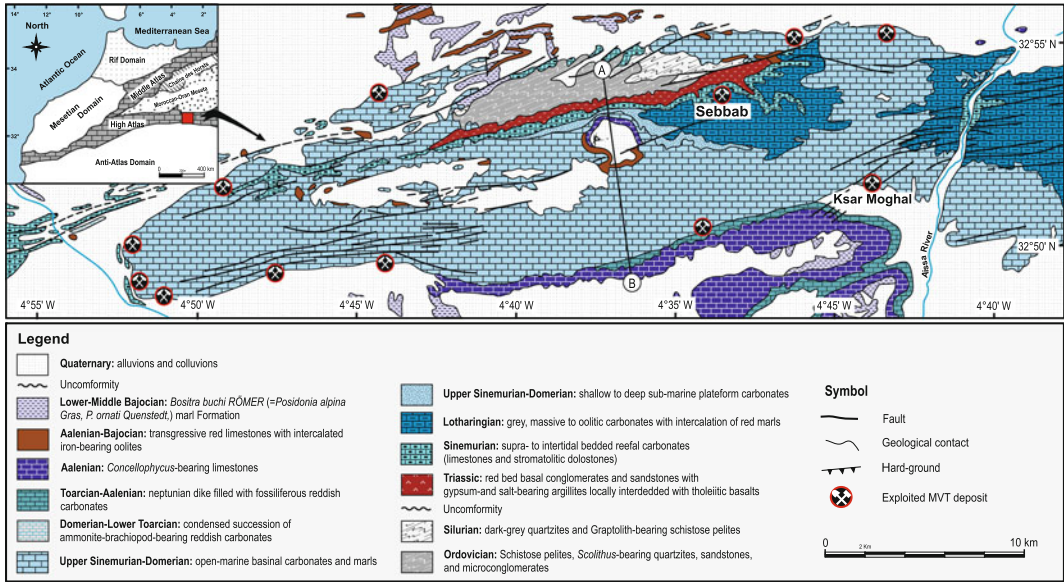 14° 12° 10° 8° 6° 4° 2°
North
Mediterranean Sea
Atlantic Ocean
Rif Domain
34
Mesetian Domain
Middle Atlas
Chaîne des Horsts
Moroccan-Oran Meseta
High Atlas
32°
Anti-Atlas Domain
0 400 km
A
B
Sebbab
Ksar Moghal
Aissa River
32°55' N
32°50' N
4°55' W
4°50' W
4°45' W
4°40' W
4°45' W
4°35' W
4°40' W
Legend
Quaternary: alluvions and colluvions
Uncomformity
Lower-Middle Bajocian: Bositra buchi RÖMER (=Posidonia alpina
Gras, P. ornati Quenstedt,) marl Formation
Aalenian-Bajocian: transgressive red limestones with intercalated
iron-bearing oolites
Aalenian: Concellophycus-bearing limestones
Toarcian-Aalenian: neptunian dike filled with fossiliferous reddish
carbonates
Domerian-Lower Toarcian: condensed succession of
ammonite-brachiopod-bearing reddish carbonates
Upper Sinemurian-Domerian: open-marine basinal carbonates and marls
Upper Sinemurian-Domerian: shallow to deep sub-marine plateform carbonates
Lotharingian: grey, massive to oolitic carbonates with intercalation of red marls
Sinemurian: supra- to intertidal bedded reefal carbonates
(limestones and stromatolitic dolostones)
Triassic: red bed basal conglomerates and sandstones with
gypsum-and salt-bearing argillites locally interdedded with tholeiitic basalts
Uncomformity
Silurian: dark-grey quartzites and Graptolith-bearing schistose pelites
Ordovician: Schistose pelites, Scolithus-bearing quartzites, sandstones,
and microconglomerates
Symbol
Fault
Geological contact
Hard-ground
Exploited MVT deposit
0 2 Km 10 km